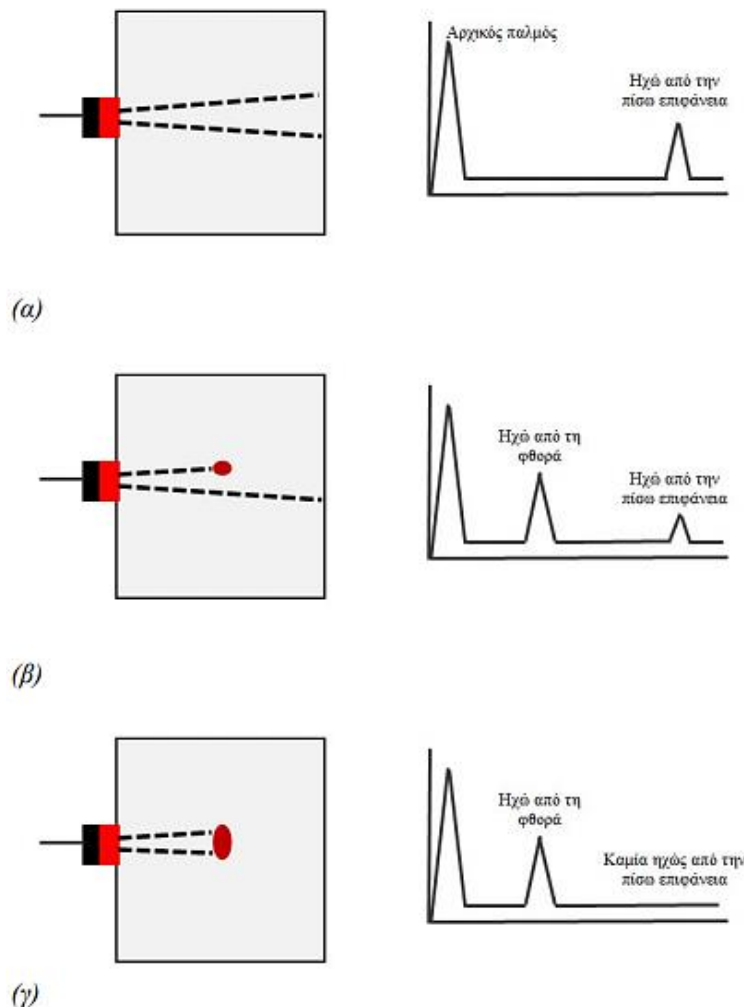 Αρχικός παλμός
Ηχώ από την
πίσω επιφάνεια
(α)
Ηχώ από τη
φθορά
Ηχώ από την
πίσω επιφάνεια
(β)
Ηχώ από τη
φθορά
Καμία ηχώς από την
πίσω επιφάνεια
(γ)